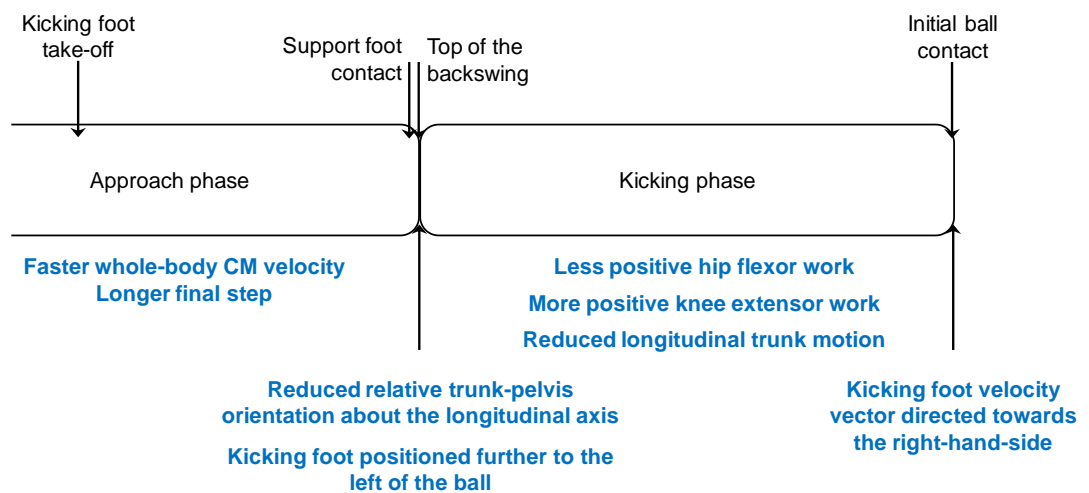 Kicking foot
take-off
Support foot
contact
Top of the
backswing
Initial ball
contact
Approach phase
Kicking phase
Faster whole-body CM velocity
Longer final step
Less positive hip flexor work
More positive knee extensor work
Reduced longitudinal trunk motion
Reduced relative trunk-pelvis
orientation about the longitudinal axis
Kicking foot positioned further to the
left of the ball
Kicking foot velocity
vector directed towards
the right-hand-side